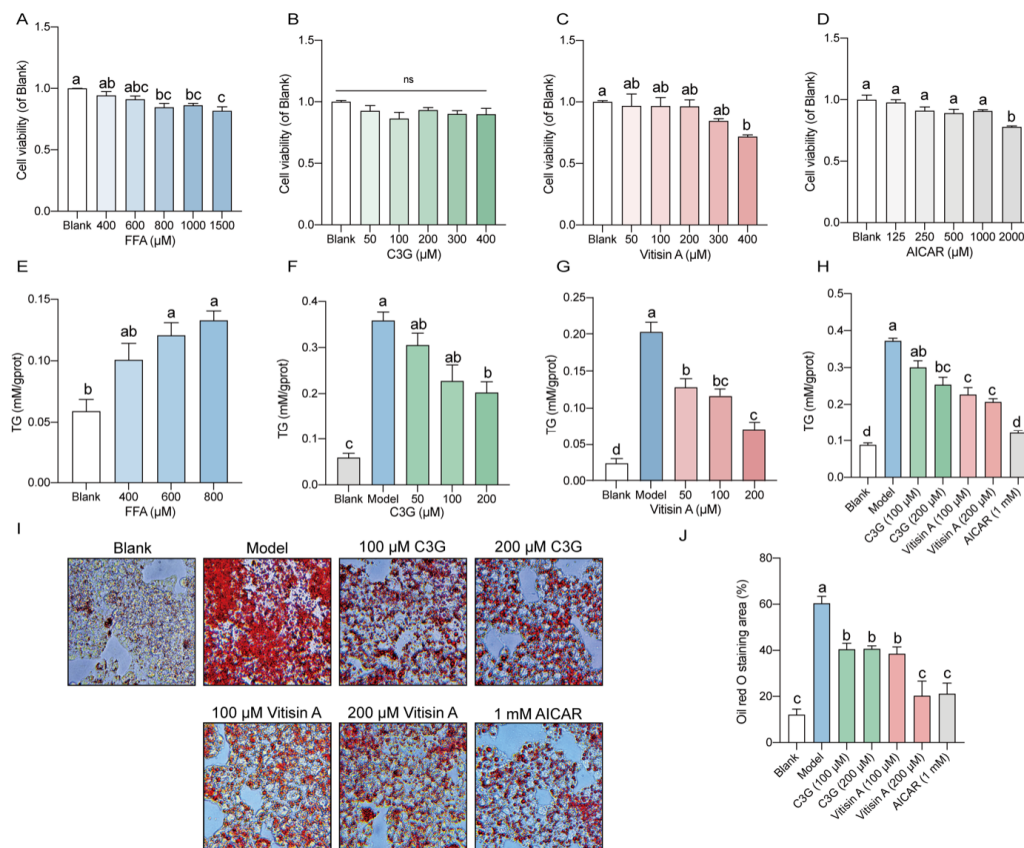 A
Cell viability (of Blank)
1.5
1.0
0.5
0.0
a ab abc bc bc c
Blank 400 600 800 1000 1500
FFA (µM)
B
Cell viability (of Blank)
1.5
1.0
0.5
0.0
ns
Blank 50 100 200 300 400
C3G (µM)
C
Cell viability (of Blank)
1.5
1.0
0.5
0.0
a ab ab ab ab b
Blank 50 100 200 300 400
Vitisin A (µM)
D
Cell viability (of Blank)
1.5
1.0
0.5
0.0
a a a a a b
Blank 125 250 500 1000 2000
AICAR (µM)
E
TG (mM/gprot)
0.15
0.10
0.05
0.00
b ab a a
Blank 400 600 800
FFA (µM)
F
TG (mM/gprot)
0.4
0.3
0.2
0.1
0.0
c a ab ab b
Blank Model 50 100 200
C3G (µM)
G
TG (mM/gprot)
0.25
0.20
0.15
0.10
0.05
0.00
d a b bc c
Blank Model 50 100 200
Vitisin A (µM)
H
TG (mM/gprot)
0.5
0.4
0.3
0.2
0.1
0.0
d a ab bc c c d
Blank
Model
C3G (100 µM)
C3G (200 µM)
Vitisin A (100 µM)
Vitisin A (200 µM)
AICAR (1 mM)
I
Blank Model 100 µM C3G 200 µM C3G
100 µM Vitisin A 200 µM Vitisin A 1 mM AICAR
J
Oil red O staining area (%)
80
60
40
20
0
c a b b b c c
Blank
Model
C3G (100 µM)
C3G (200 µM)
Vitisin A (100 µM)
Vitisin A (200 µM)
AICAR (1 mM)